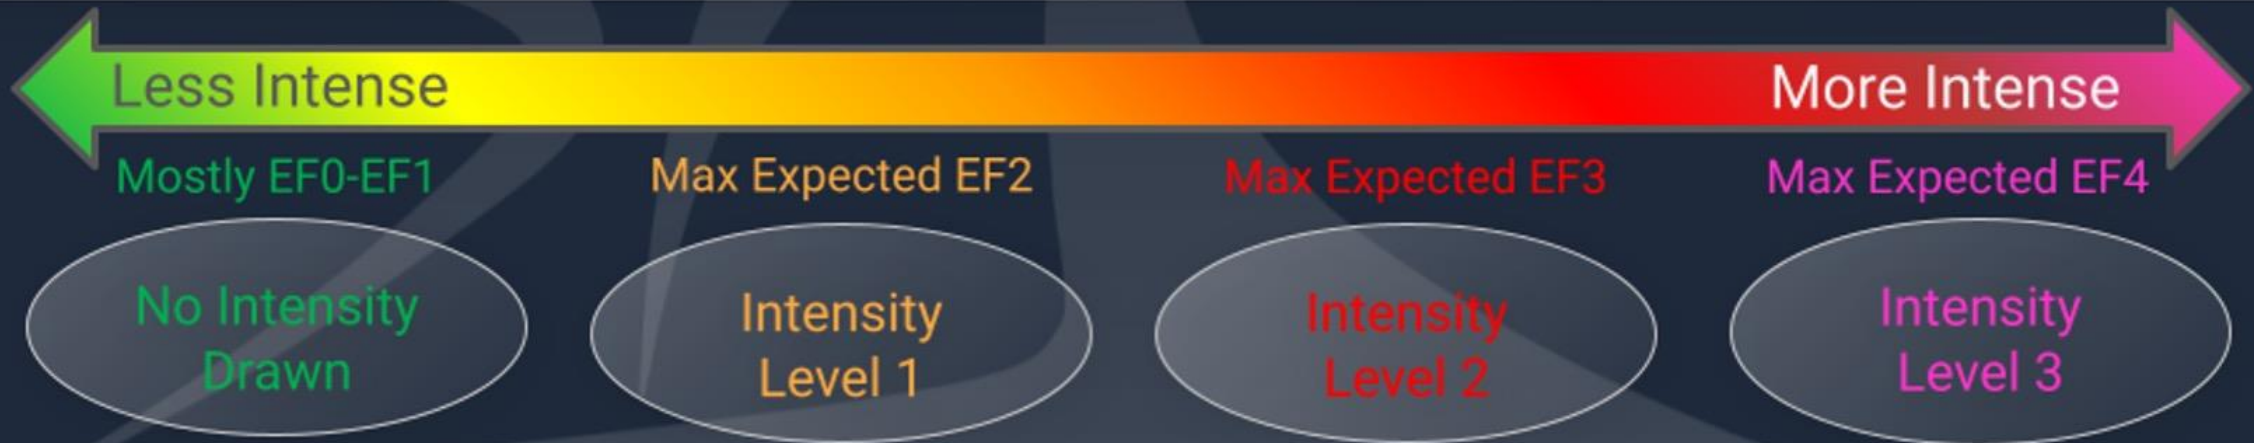 Less Intense
More Intense
Mostly EF0-EF1
Max Expected EF2
Max Expected EF3
Max Expected EF4
No Intensity
Drawn
Intensity
Level 1
Intensity
Level 2
Intensity
Level 3